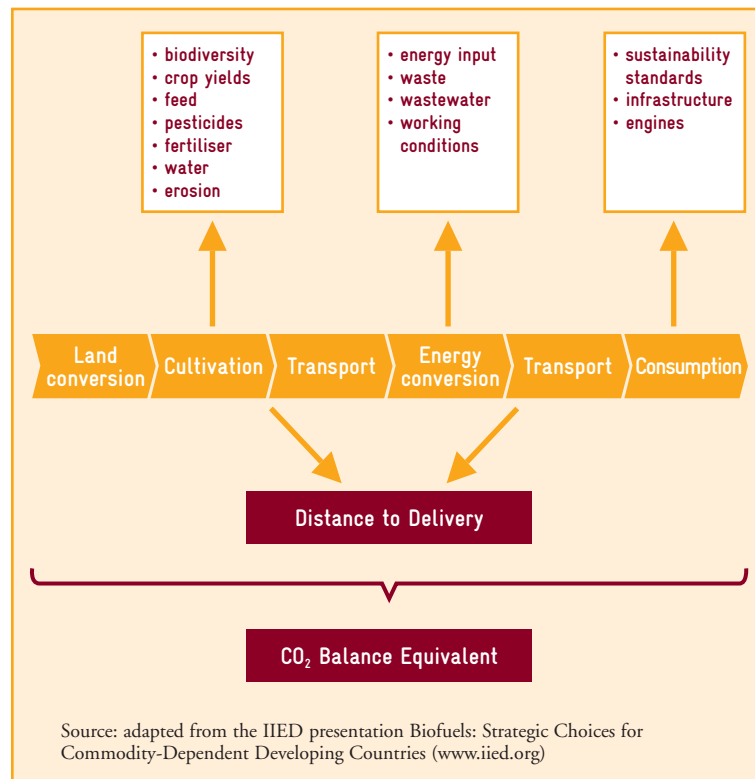 • biodiversity
• crop yields
• feed
• pesticides
• fertiliser
• water
• erosion
• energy input
• waste
• wastewater
• working
conditions
• sustainability
standards
• infrastructure
• engines
Land
conversion
Cultivation
Transport
Energy
conversion
Transport
Consumption
Distance to Delivery
CO₂ Balance Equivalent
Source: adapted from the IIED presentation Biofuels: Strategic Choices for
Commodity-Dependent Developing Countries (www.iied.org)